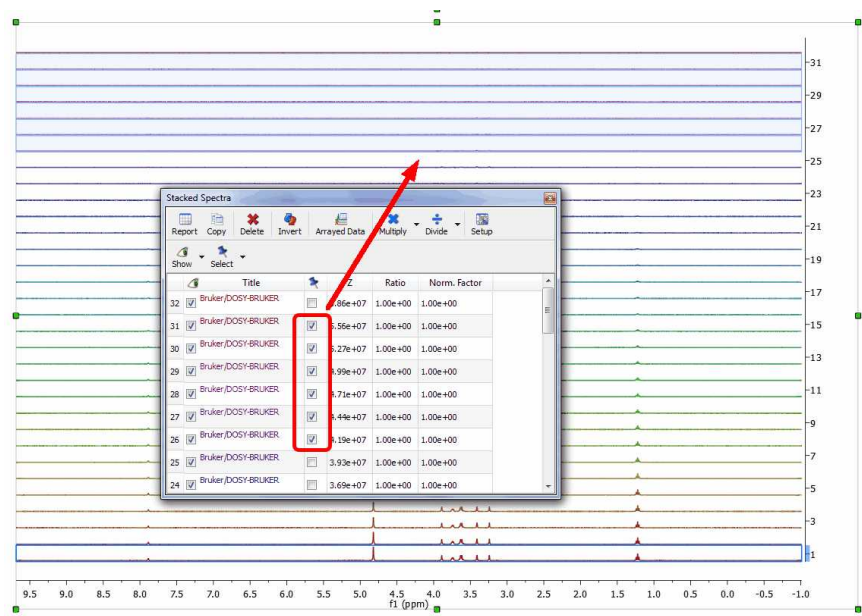 31
29
27
25
23
21
19
17
15
13
11
9
7
5
3
1
Stacked Spectra
Report Copy Delete Invert Arrayed Data Multiply Divide Setup
Show Select
Title Z Ratio Norm. Factor
32 Bruker/DOSY-BRUKER .86e+07 1.00e+00 1.00e+00
31 Bruker/DOSY-BRUKER .56e+07 1.00e+00 1.00e+00
30 Bruker/DOSY-BRUKER .27e+07 1.00e+00 1.00e+00
29 Bruker/DOSY-BRUKER .99e+07 1.00e+00 1.00e+00
28 Bruker/DOSY-BRUKER .71e+07 1.00e+00 1.00e+00
27 Bruker/DOSY-BRUKER .44e+07 1.00e+00 1.00e+00
26 Bruker/DOSY-BRUKER .19e+07 1.00e+00 1.00e+00
25 Bruker/DOSY-BRUKER 3.93e+07 1.00e+00 1.00e+00
24 Bruker/DOSY-BRUKER 3.69e+07 1.00e+00 1.00e+00
9.5 9.0 8.5 8.0 7.5 7.0 6.5 6.0 5.5 5.0 4.5 4.0 3.5 3.0 2.5 2.0 1.5 1.0 0.5 0.0 -0.5 -1.0
f1 (ppm)